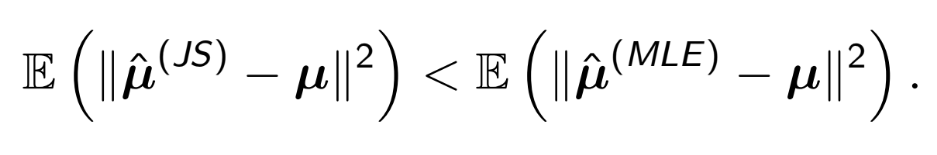 𝔼 (‖μ̂^(JS) − μ‖²) < 𝔼 (‖μ̂^(MLE) − μ‖²).